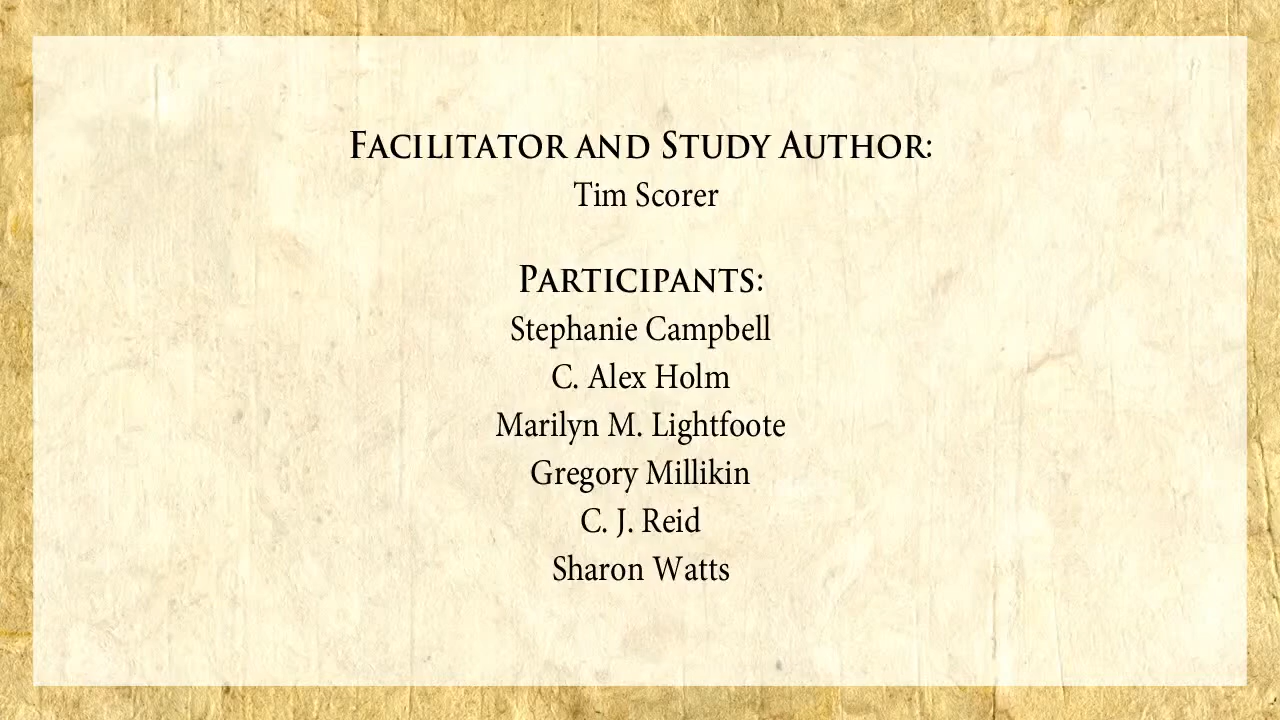 Facilitator and Study Author:
Tim Scorer
Participants:
Stephanie Campbell
C. Alex Holm
Marilyn M. Lightfoote
Gregory Millikin
C. J. Reid
Sharon Watts